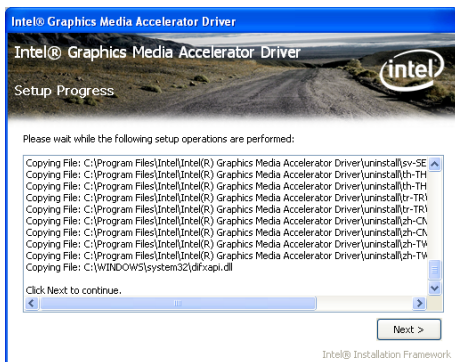 Intel® Graphics Media Accelerator Driver
Intel® Graphics Media Accelerator Driver
intel
Setup Progress
Please wait while the following setup operations are performed:
Copying File: C:\Program Files\Intel\Intel(R) Graphics Media Accelerator Driver\uninstall\sv-SE
Copying File: C:\Program Files\Intel\Intel(R) Graphics Media Accelerator Driver\uninstall\th-TH
Copying File: C:\Program Files\Intel\Intel(R) Graphics Media Accelerator Driver\uninstall\th-TH
Copying File: C:\Program Files\Intel\Intel(R) Graphics Media Accelerator Driver\uninstall\tr-TR\
Copying File: C:\Program Files\Intel\Intel(R) Graphics Media Accelerator Driver\uninstall\tr-TR\
Copying File: C:\Program Files\Intel\Intel(R) Graphics Media Accelerator Driver\uninstall\zh-CN
Copying File: C:\Program Files\Intel\Intel(R) Graphics Media Accelerator Driver\uninstall\zh-CN
Copying File: C:\Program Files\Intel\Intel(R) Graphics Media Accelerator Driver\uninstall\zh-TW
Copying File: C:\Program Files\Intel\Intel(R) Graphics Media Accelerator Driver\uninstall\zh-TW
Copying File: C:\WINDOWS\system32\difxapi.dll
Click Next to continue.
Next >
Intel® Installation Framework